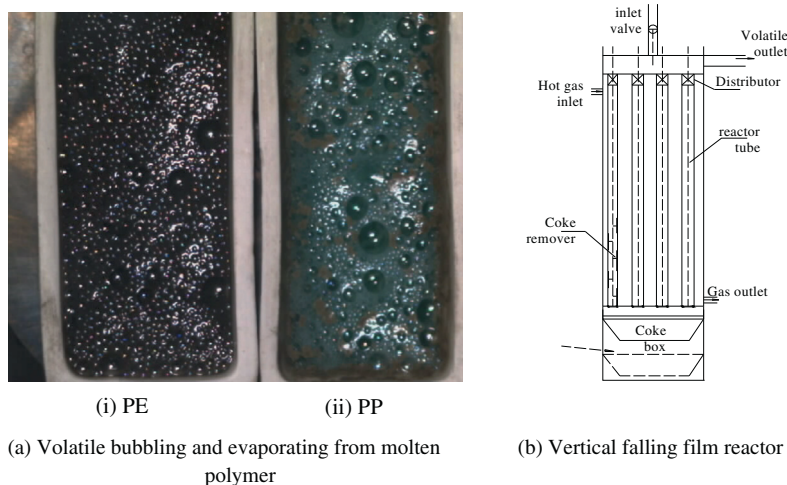 inlet
valve
Volatile
outlet
Hot gas
inlet
Distributor
reactor
tube
Coke
remover
Gas outlet
Coke
box
(i) PE
(ii) PP
(a) Volatile bubbling and evaporating from molten
polymer
(b) Vertical falling film reactor